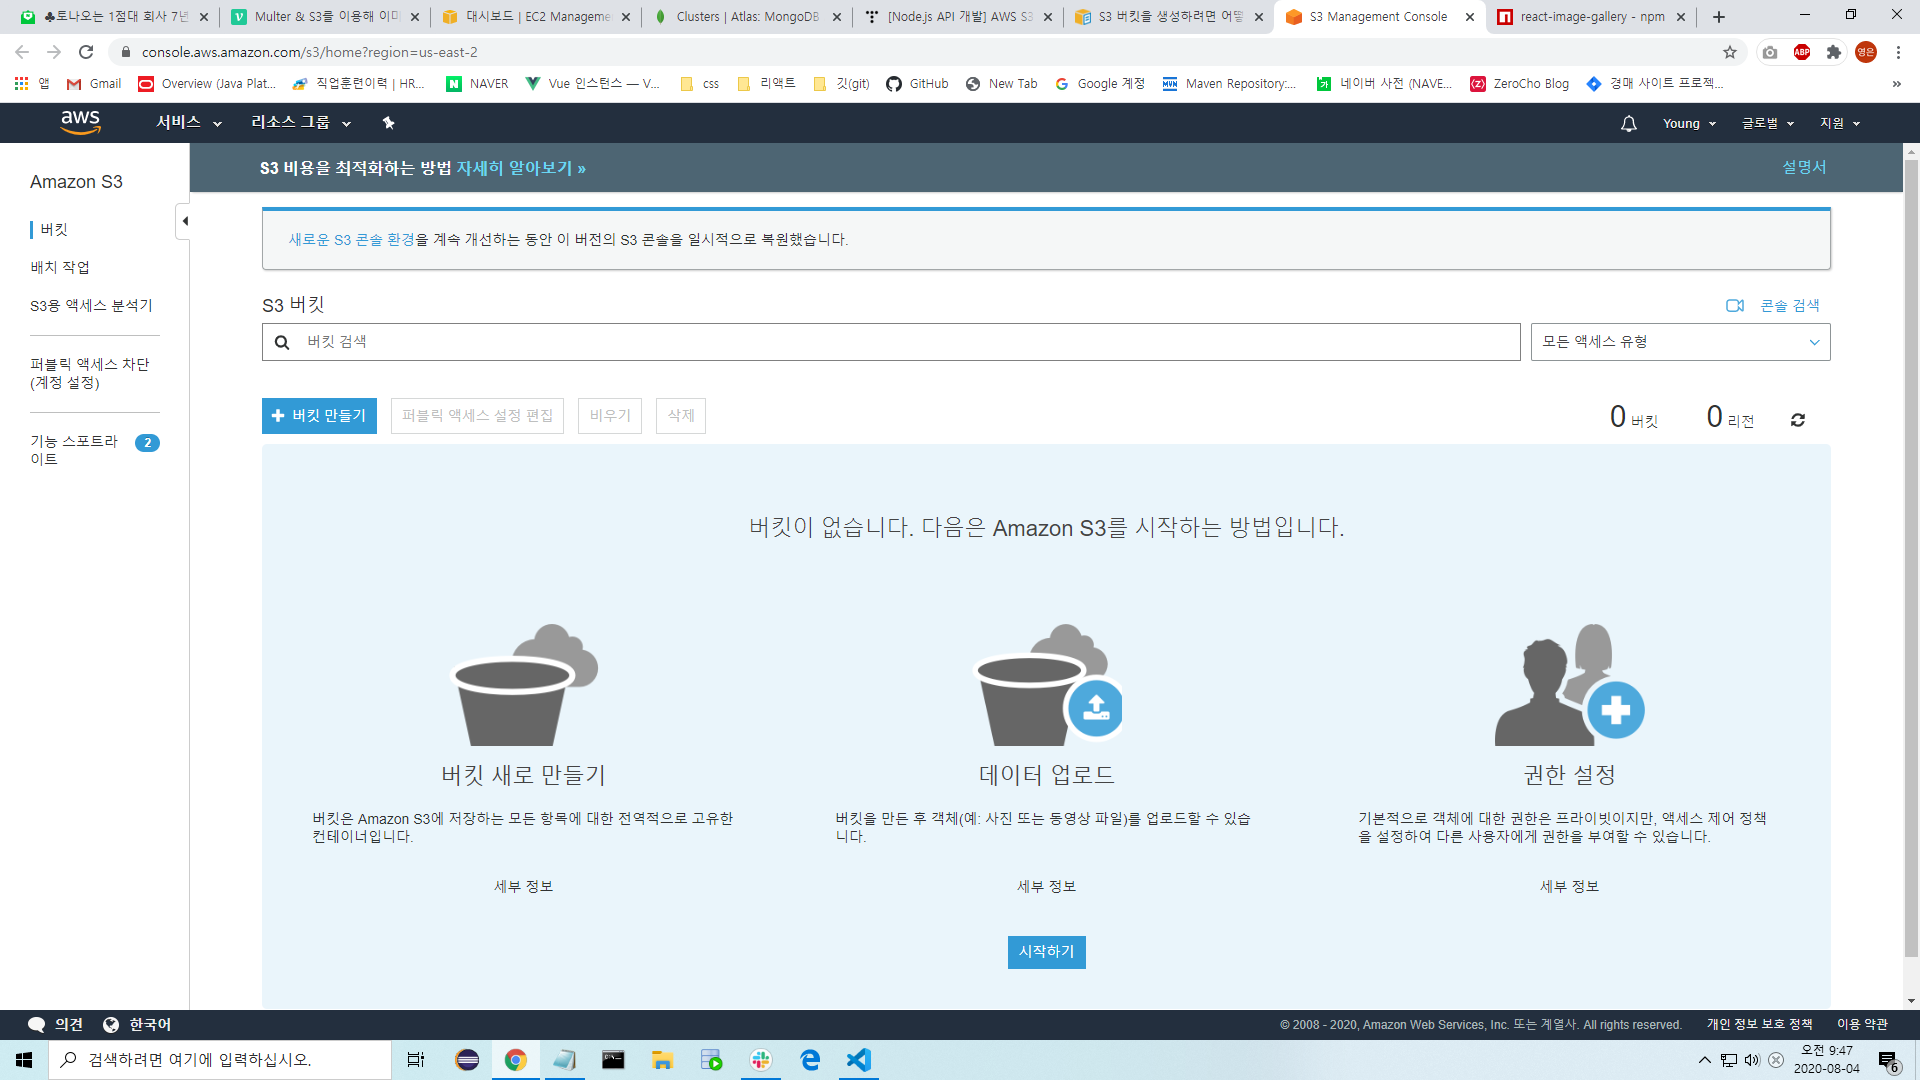 ♣토나오는 1점대 회사 7년
Multer & S3를 이용해 이미
대시보드 | EC2 Manageme
Clusters | Atlas: MongoDB
[Node.js API 개발] AWS S3
S3 버킷을 생성하려면 어떻
S3 Management Console
react-image-gallery - npm
console.aws.amazon.com/s3/home?region=us-east-2
ABP
영은
앱
Gmail
Overview (Java Plat...
직업훈련이력 | HR...
NAVER
Vue 인스턴스 — V...
css
리액트
깃(git)
GitHub
New Tab
Google 계정
Maven Repository:...
네이버 사전 (NAVE...
ZeroCho Blog
경매 사이트 프로젝...
»
aws
서비스
리소스 그룹
Young
글로벌
지원
Amazon S3
버킷
배치 작업
S3용 액세스 분석기
퍼블릭 액세스 차단
(계정 설정)
기능 스포트라
이트
2
S3 비용을 최적화하는 방법 자세히 알아보기 »
설명서
새로운 S3 콘솔 환경을 계속 개선하는 동안 이 버전의 S3 콘솔을 일시적으로 복원했습니다.
S3 버킷
콘솔 검색
버킷 검색
모든 액세스 유형
버킷 만들기
퍼블릭 액세스 설정 편집
비우기
삭제
0 버킷
0 리전
버킷이 없습니다. 다음은 Amazon S3를 시작하는 방법입니다.
버킷 새로 만들기
버킷은 Amazon S3에 저장하는 모든 항목에 대한 전역적으로 고유한
컨테이너입니다.
세부 정보
데이터 업로드
버킷을 만든 후 객체(예: 사진 또는 동영상 파일)를 업로드할 수 있습
니다.
세부 정보
권한 설정
기본적으로 객체에 대한 권한은 프라이빗이지만, 액세스 제어 정책
을 설정하여 다른 사용자에게 권한을 부여할 수 있습니다.
세부 정보
시작하기
의견
한국어
© 2008 - 2020, Amazon Web Services, Inc. 또는 계열사. All rights reserved.
개인 정보 보호 정책
이용 약관
검색하려면 여기에 입력하십시오.
오전 9:47
2020-08-04
6